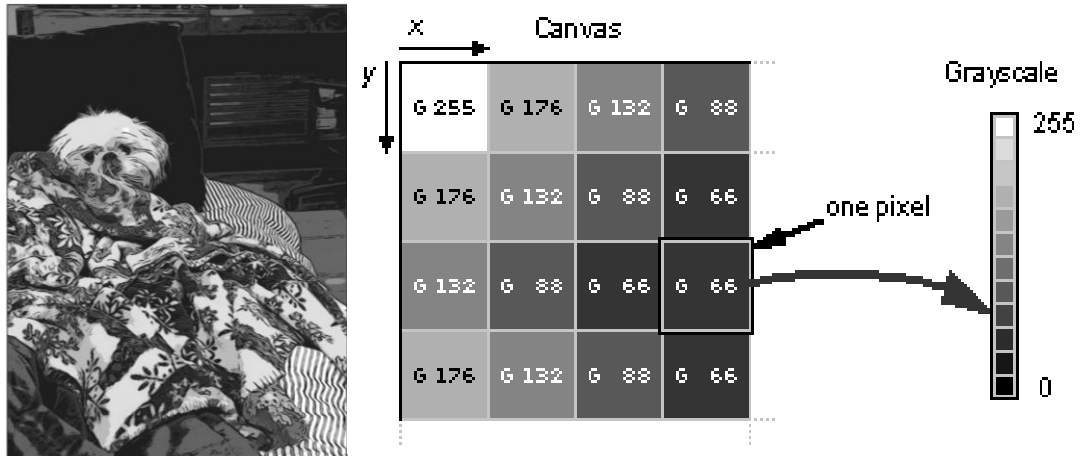 x Canvas
y
Grayscale
G 255 G 176 G 132 G 88
255
G 176 G 132 G 88 G 66
one pixel
G 132 G 88 G 66 G 66
G 176 G 132 G 88 G 66
0